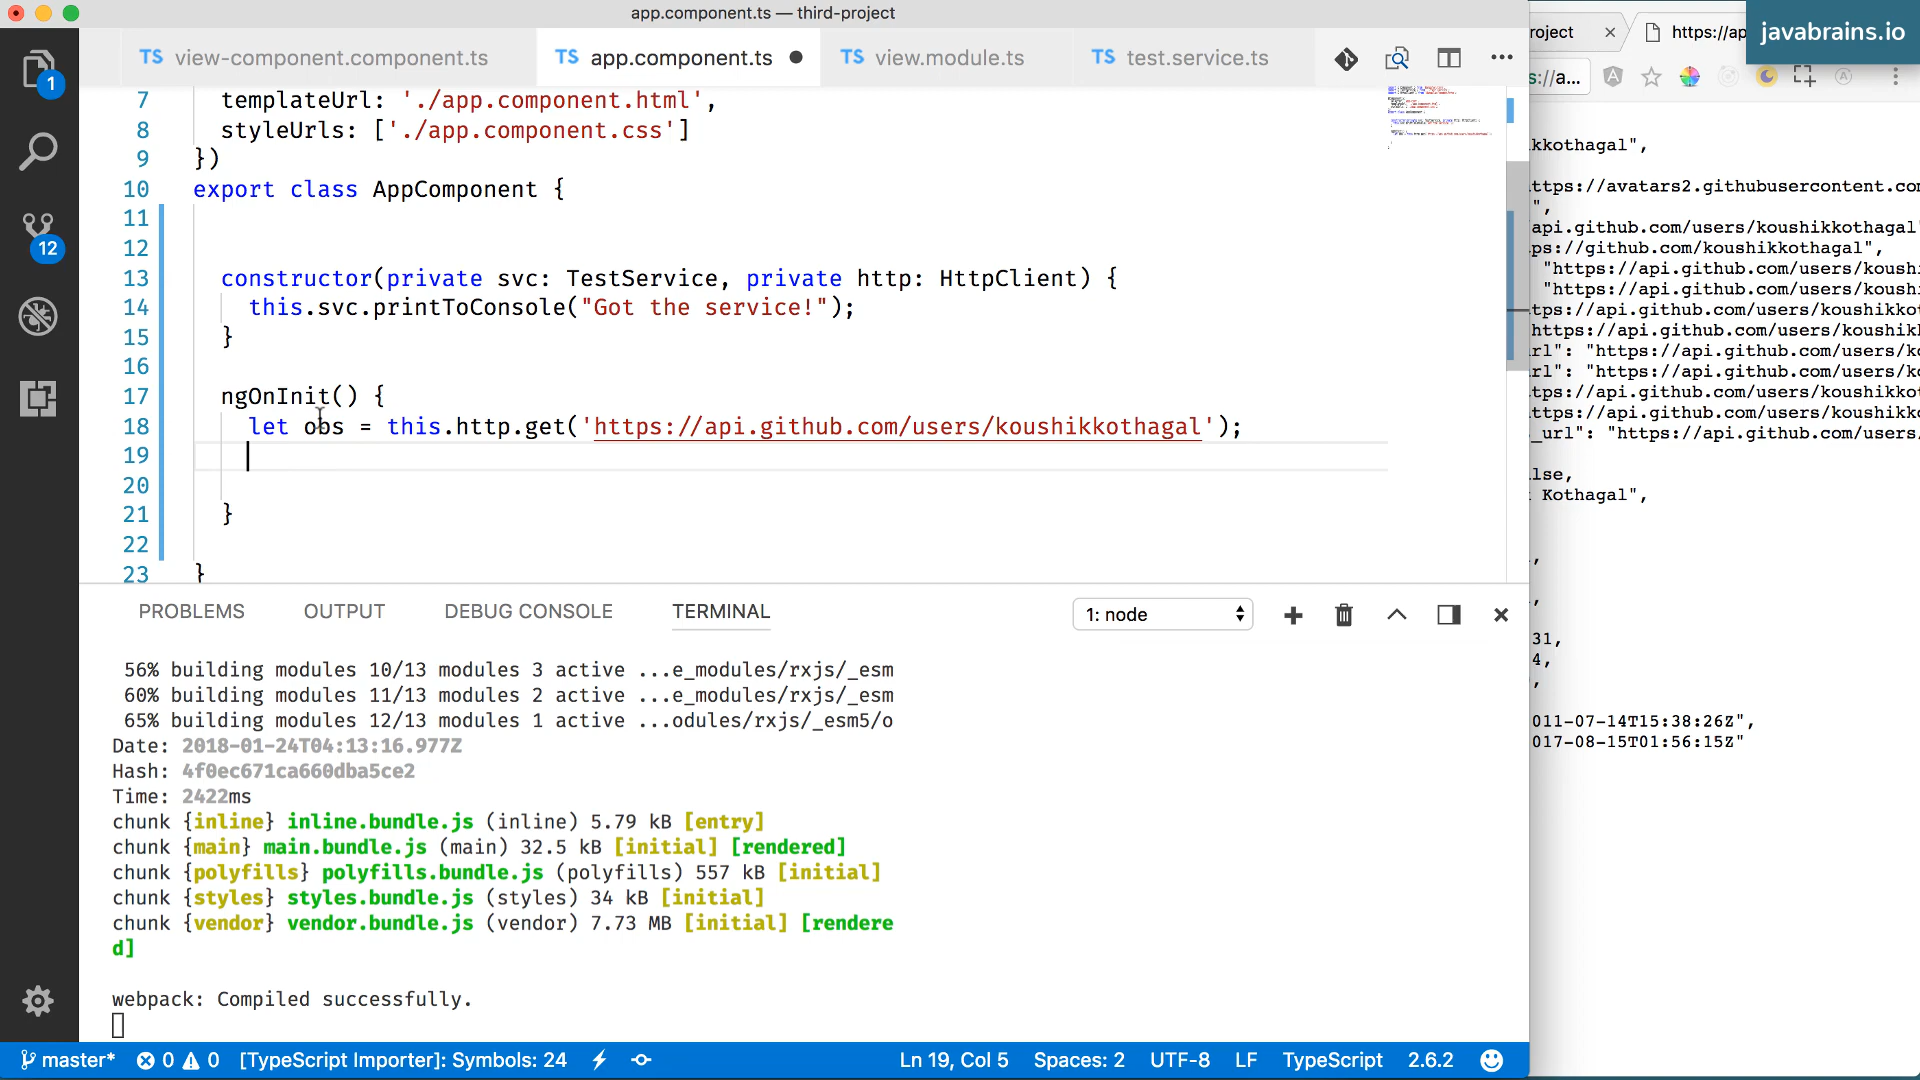 app.component.ts — third-project
TS view-component.component.ts
TS app.component.ts ●
TS view.module.ts
TS test.service.ts
roject ×
https://ap
javabrains.io
s://a...
1
12
7 templateUrl: './app.component.html',
8 styleUrls: ['./app.component.css']
9 })
10 export class AppComponent {
11
12
13 constructor(private svc: TestService, private http: HttpClient) {
14 this.svc.printToConsole("Got the service!");
15 }
16
17 ngOnInit() {
18 let obs = this.http.get('https://api.github.com/users/koushikkothagal');
19
20
21 }
22
23 }
kkothagal",
ttps://avatars2.githubusercontent.com
",
api.github.com/users/koushikkothagal"
ps://github.com/koushikkothagal",
"https://api.github.com/users/koushikk
"https://api.github.com/users/koushikk
ttps://api.github.com/users/koushikkot
https://api.github.com/users/koushikko
rl": "https://api.github.com/users/ko
rl": "https://api.github.com/users/ko
ttps://api.github.com/users/koushikkot
ttps://api.github.com/users/koushikkot
_url": "https://api.github.com/users/
lse,
Kothagal",
,
,
31,
4,
,
011-07-14T15:38:26Z",
017-08-15T01:56:15Z"
PROBLEMS OUTPUT DEBUG CONSOLE TERMINAL
1: node
56% building modules 10/13 modules 3 active ...e_modules/rxjs/_esm
60% building modules 11/13 modules 2 active ...e_modules/rxjs/_esm
65% building modules 12/13 modules 1 active ...odules/rxjs/_esm5/o
Date: 2018-01-24T04:13:16.977Z
Hash: 4f0ec671ca660dba5ce2
Time: 2422ms
chunk {inline} inline.bundle.js (inline) 5.79 kB [entry]
chunk {main} main.bundle.js (main) 32.5 kB [initial] [rendered]
chunk {polyfills} polyfills.bundle.js (polyfills) 557 kB [initial]
chunk {styles} styles.bundle.js (styles) 34 kB [initial]
chunk {vendor} vendor.bundle.js (vendor) 7.73 MB [initial] [rendere
d]
webpack: Compiled successfully.
master* 0 0 [TypeScript Importer]: Symbols: 24 Ln 19, Col 5 Spaces: 2 UTF-8 LF TypeScript 2.6.2